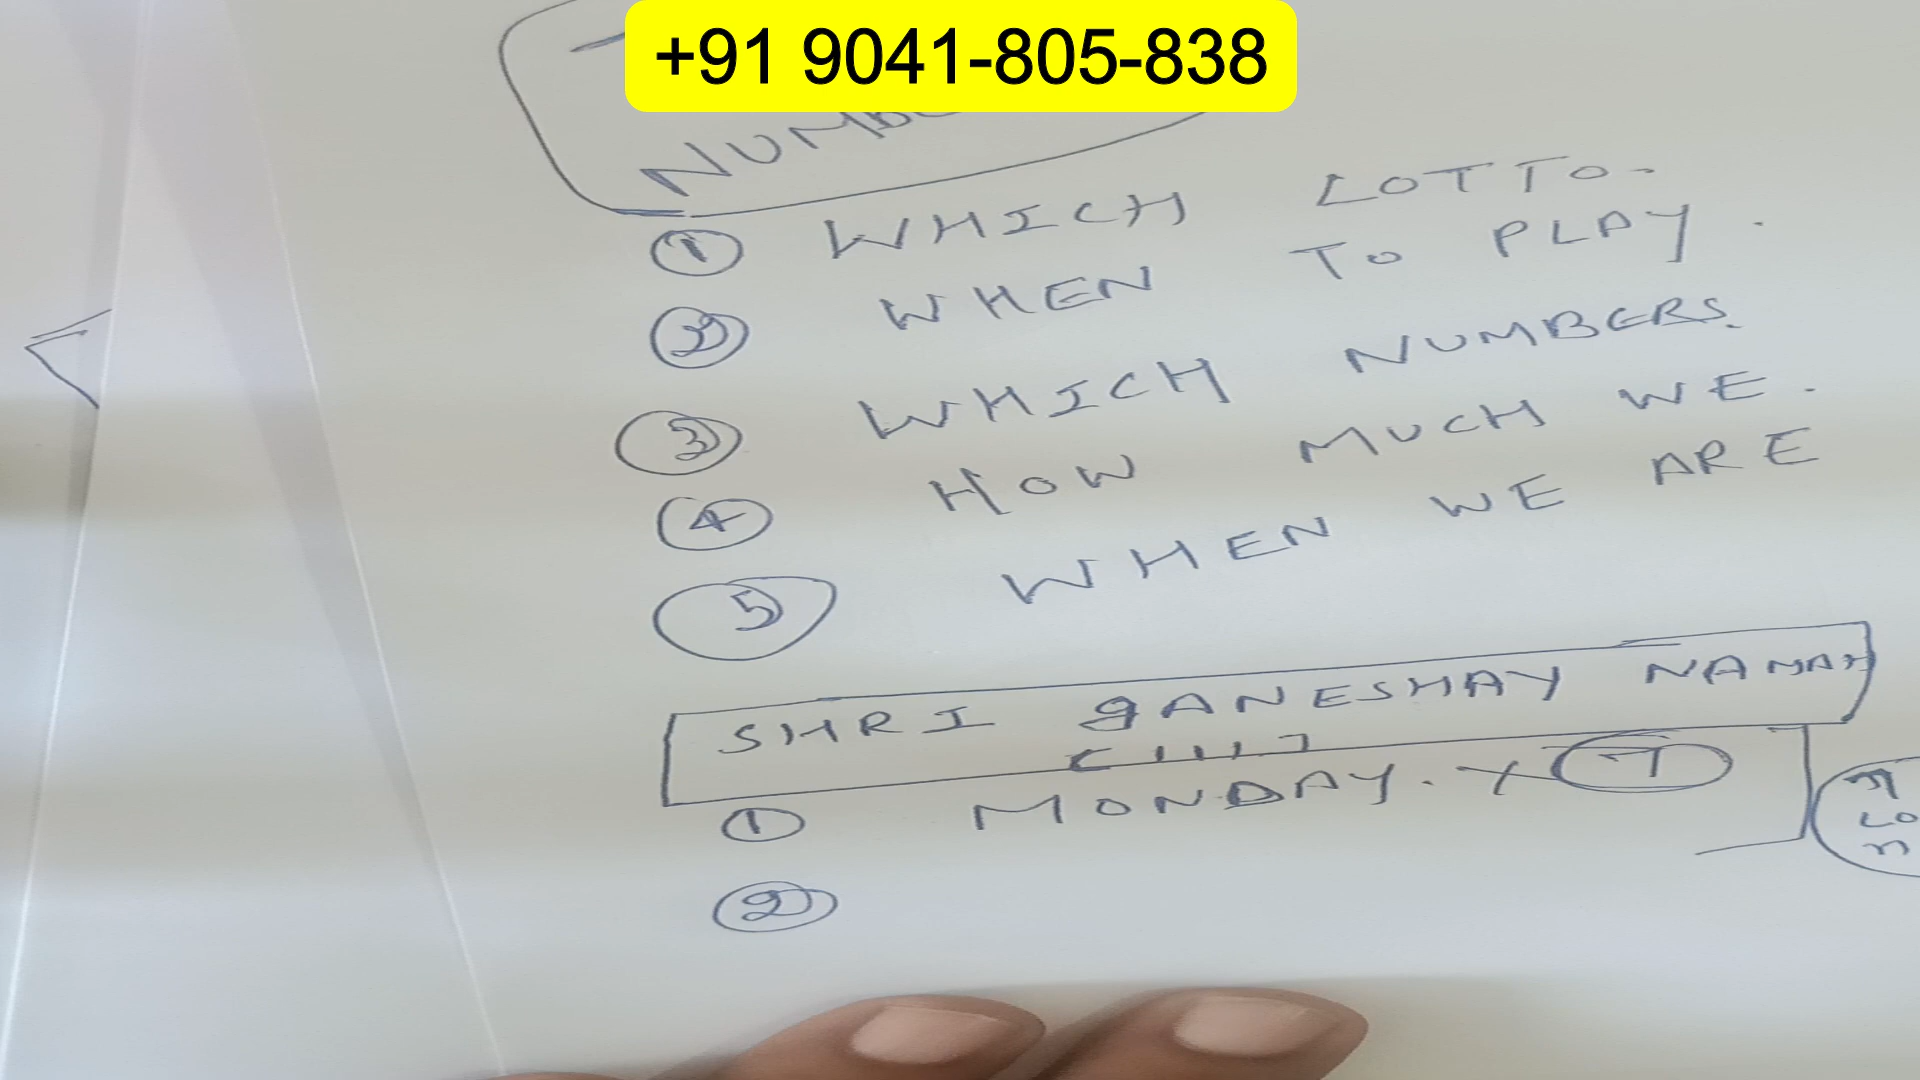 +91 9041-805-838
① WHICH LOTTO.
② WHEN TO PLAY.
③ WHICH NUMBERS.
④ HOW MUCH WE.
⑤ WHEN WE ARE
SHRI GANESHAY NAMAH
① MONDAY. X 7
②